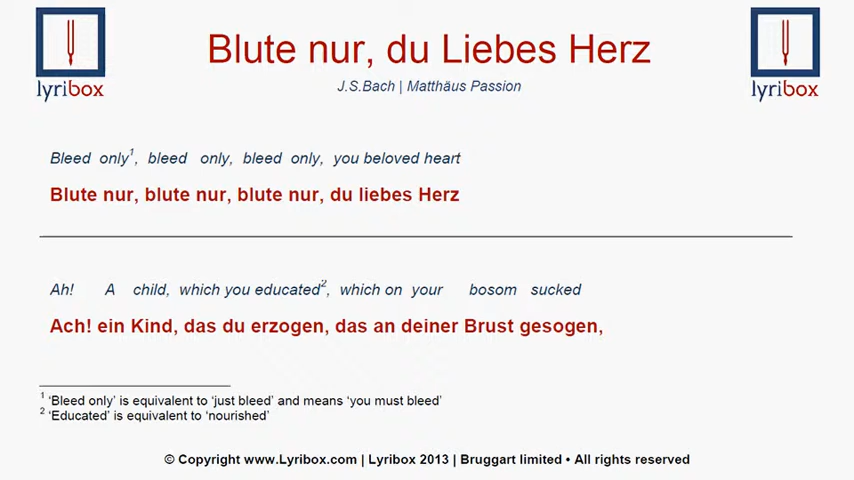 Blute nur, du Liebes Herz
lyribox
lyribox
J.S.Bach | Matthäus Passion
Bleed only¹, bleed only, bleed only, you beloved heart
Blute nur, blute nur, blute nur, du liebes Herz
Ah! A child, which you educated², which on your bosom sucked
Ach! ein Kind, das du erzogen, das an deiner Brust gesogen,
¹ 'Bleed only' is equivalent to 'just bleed' and means 'you must bleed'
² 'Educated' is equivalent to 'nourished'
© Copyright www.Lyribox.com | Lyribox 2013 | Bruggart limited • All rights reserved